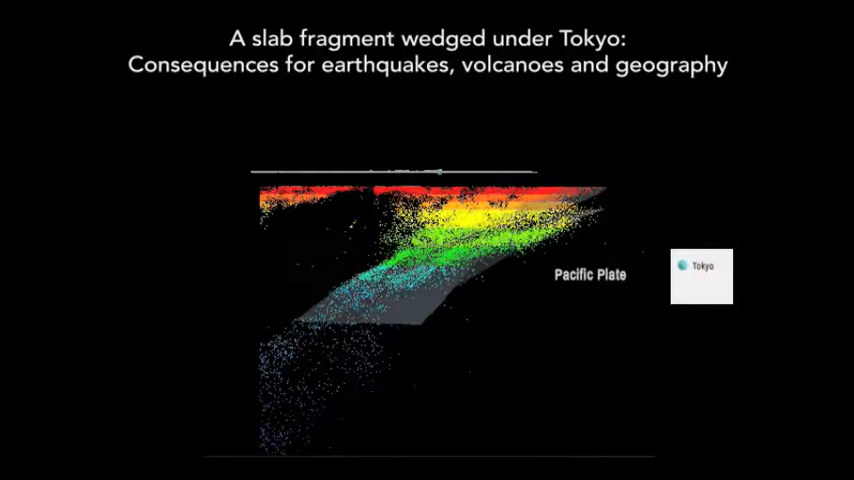 A slab fragment wedged under Tokyo:
Consequences for earthquakes, volcanoes and geography
Pacific Plate
Tokyo